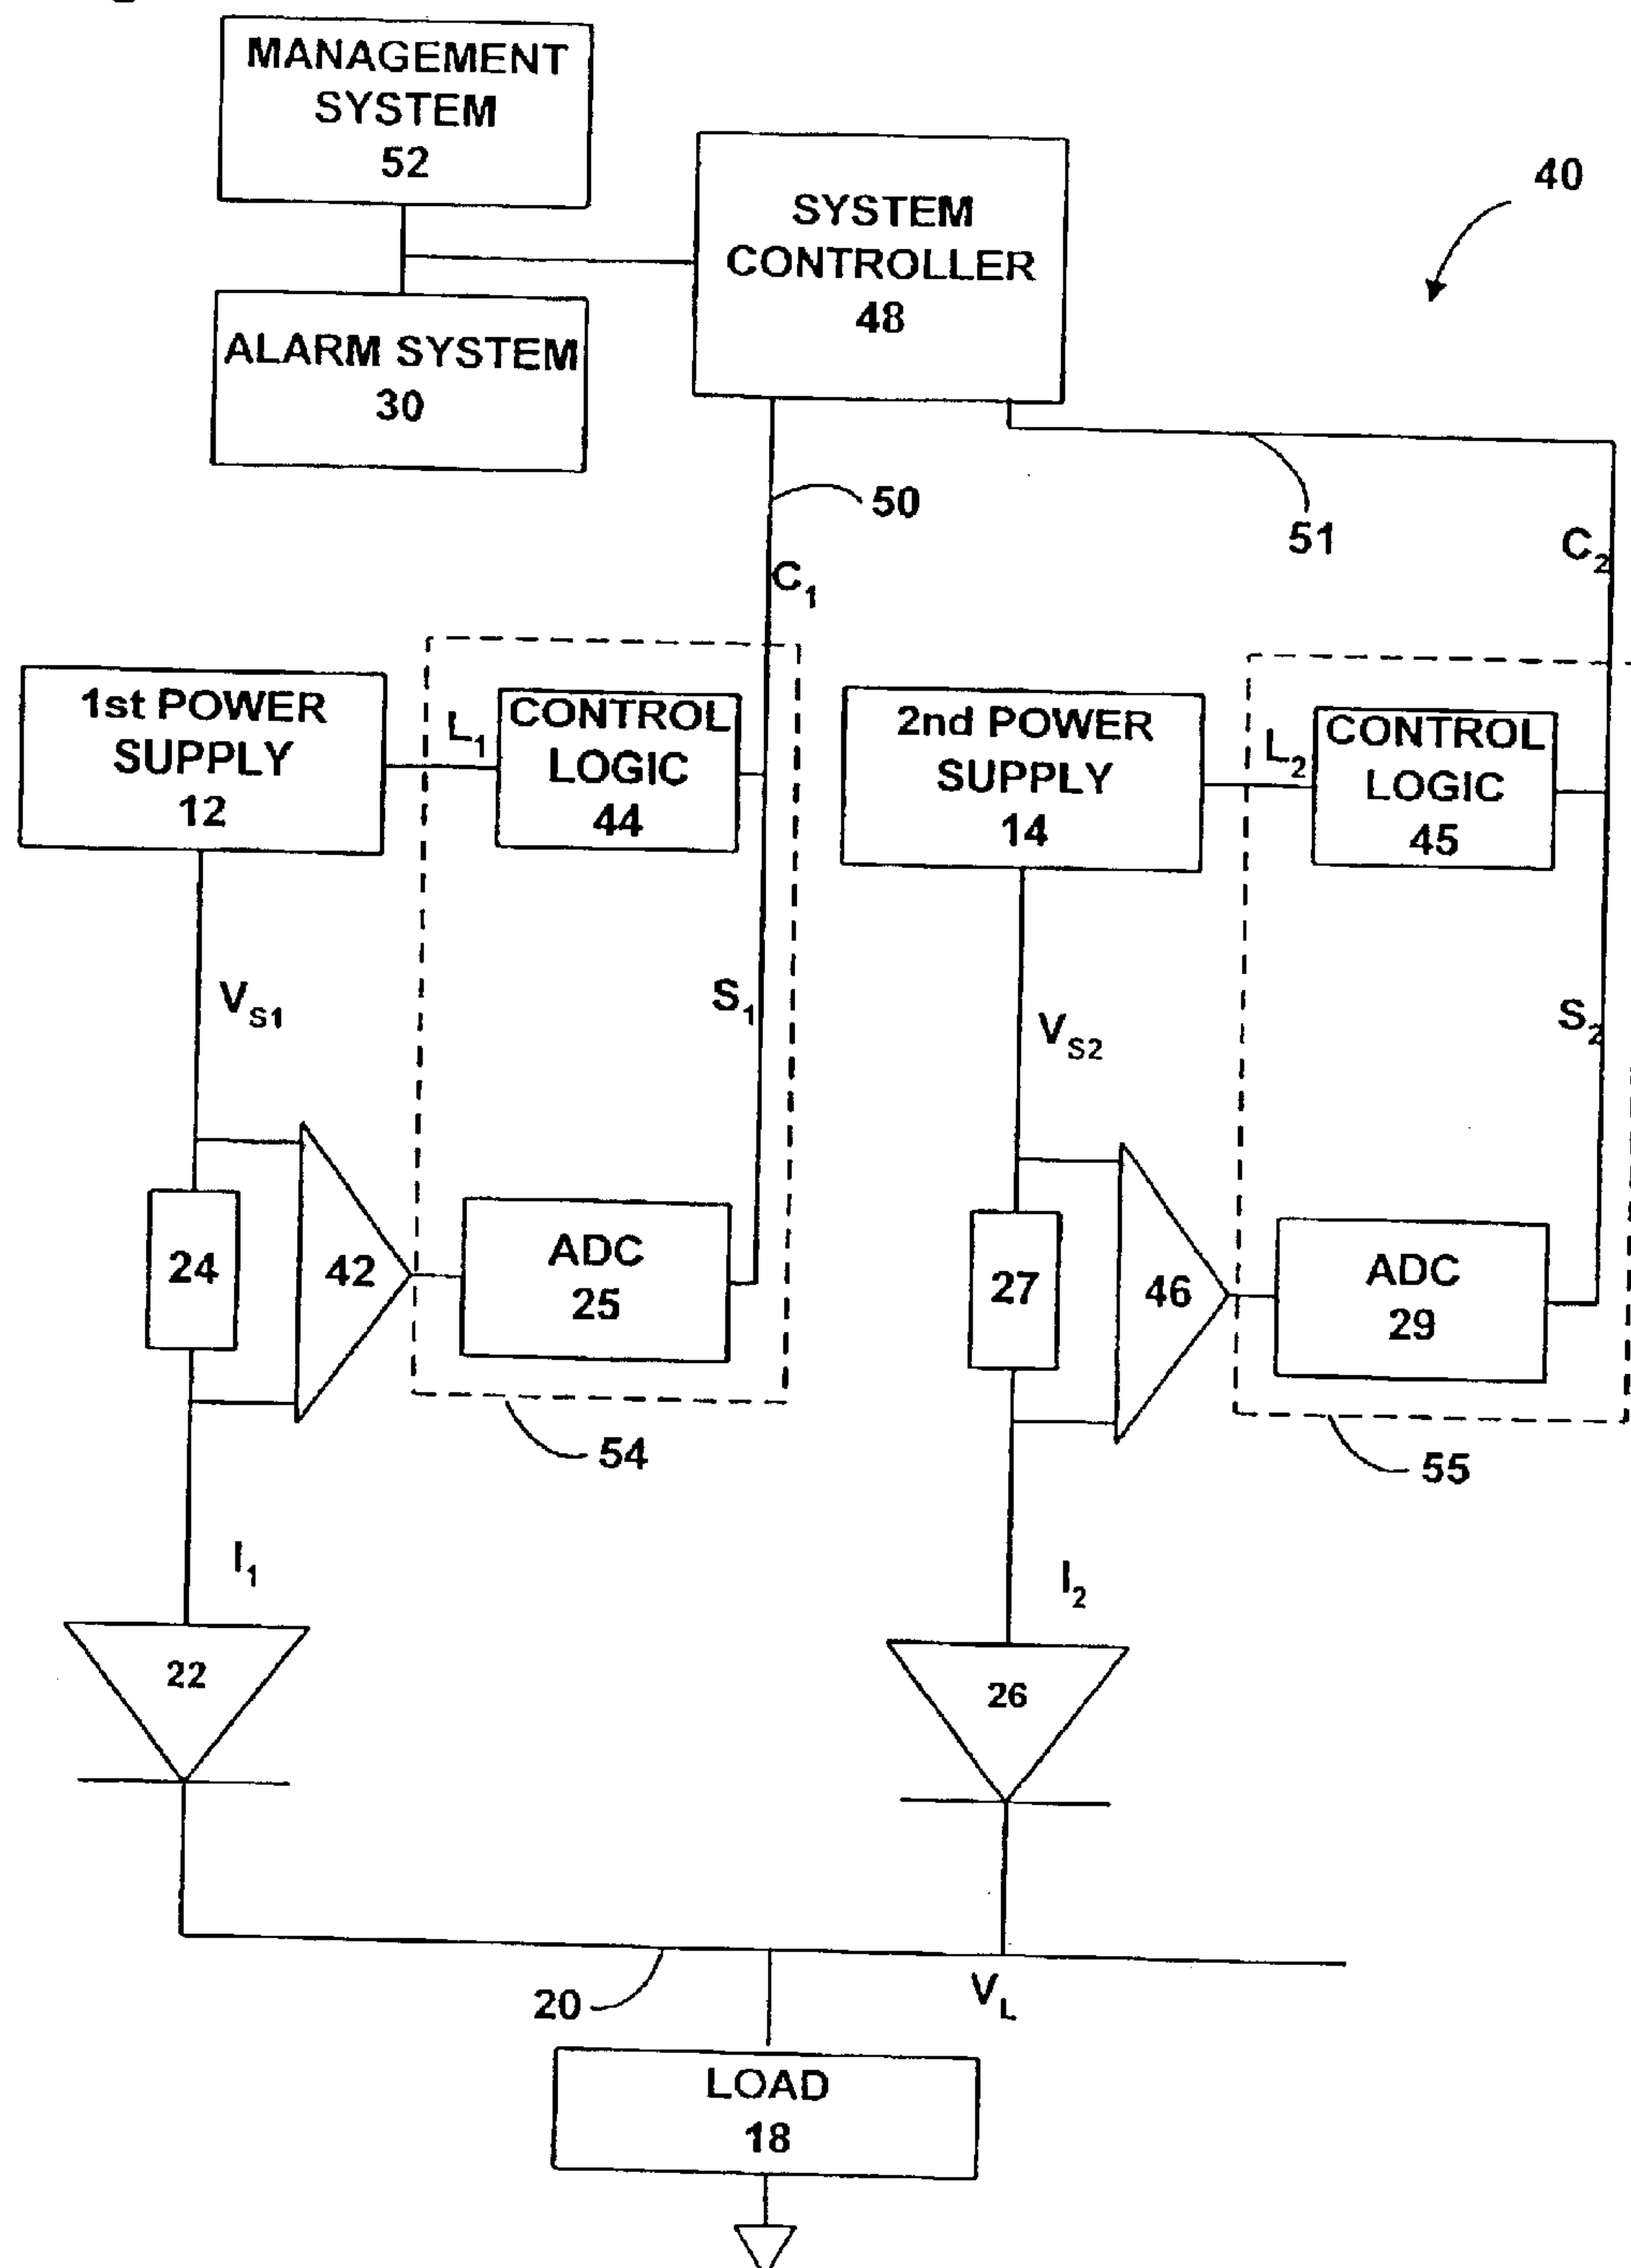 MANAGEMENT
SYSTEM
52
SYSTEM
CONTROLLER
48
40
ALARM SYSTEM
30
50
51
C1
C2
1st POWER
SUPPLY
12
L1
CONTROL
LOGIC
44
2nd POWER
SUPPLY
14
L2
CONTROL
LOGIC
45
VS1
S1
VS2
S2
24
42
ADC
25
27
46
ADC
29
54
55
I1
I2
22
26
20
VL
LOAD
18